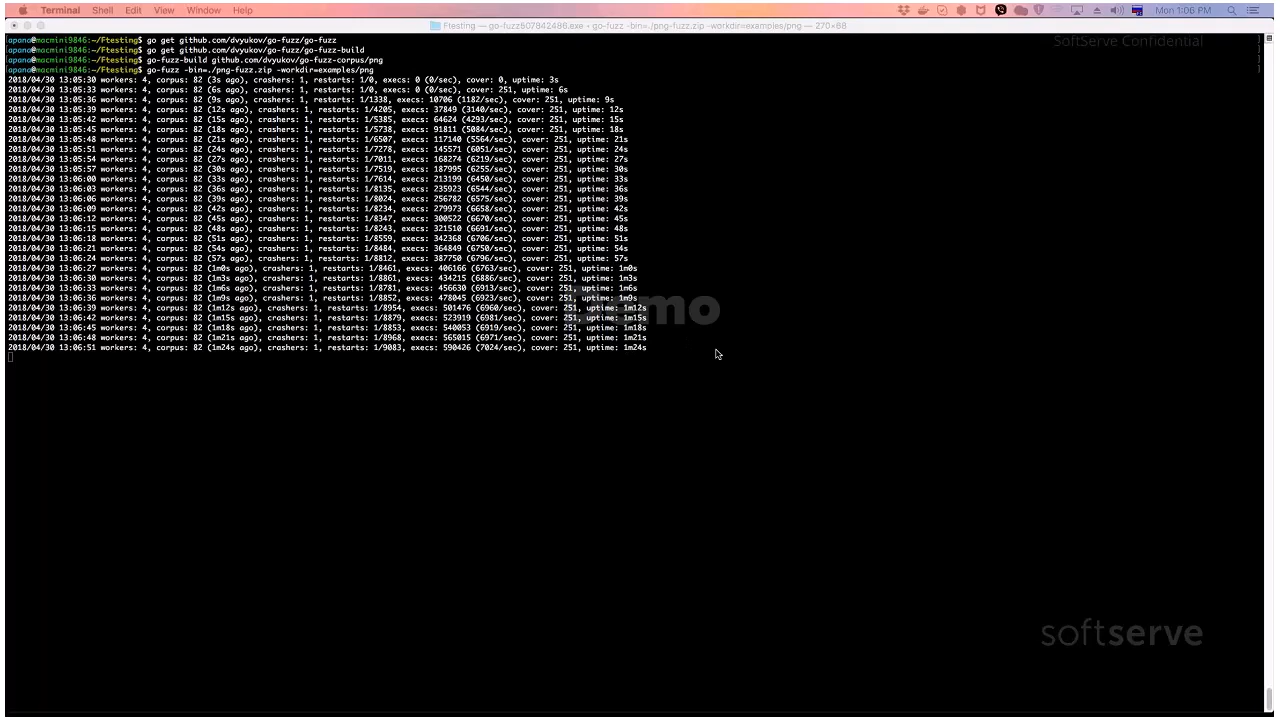 Terminal Shell Edit View Window Help Mon 1:06 PM
Ftesting — go-fuzz507842486.exe • go-fuzz -bin=./png-fuzz.zip -workdir=examples/png — 270×68
SoftServe Confidential
[apana@macmini9846:~/Ftesting$ go get github.com/dvyukov/go-fuzz/go-fuzz ]
[apana@macmini9846:~/Ftesting$ go get github.com/dvyukov/go-fuzz/go-fuzz-build ]
[apana@macmini9846:~/Ftesting$ go-fuzz-build github.com/dvyukov/go-fuzz-corpus/png ]
[apana@macmini9846:~/Ftesting$ go-fuzz -bin=./png-fuzz.zip -workdir=examples/png ]
2018/04/30 13:05:30 workers: 4, corpus: 82 (3s ago), crashers: 1, restarts: 1/0, execs: 0 (0/sec), cover: 0, uptime: 3s
2018/04/30 13:05:33 workers: 4, corpus: 82 (6s ago), crashers: 1, restarts: 1/0, execs: 0 (0/sec), cover: 251, uptime: 6s
2018/04/30 13:05:36 workers: 4, corpus: 82 (9s ago), crashers: 1, restarts: 1/1338, execs: 10706 (1182/sec), cover: 251, uptime: 9s
2018/04/30 13:05:39 workers: 4, corpus: 82 (12s ago), crashers: 1, restarts: 1/4205, execs: 37849 (3140/sec), cover: 251, uptime: 12s
2018/04/30 13:05:42 workers: 4, corpus: 82 (15s ago), crashers: 1, restarts: 1/5385, execs: 64624 (4293/sec), cover: 251, uptime: 15s
2018/04/30 13:05:45 workers: 4, corpus: 82 (18s ago), crashers: 1, restarts: 1/5738, execs: 91811 (5084/sec), cover: 251, uptime: 18s
2018/04/30 13:05:48 workers: 4, corpus: 82 (21s ago), crashers: 1, restarts: 1/6507, execs: 117140 (5564/sec), cover: 251, uptime: 21s
2018/04/30 13:05:51 workers: 4, corpus: 82 (24s ago), crashers: 1, restarts: 1/7278, execs: 145571 (6051/sec), cover: 251, uptime: 24s
2018/04/30 13:05:54 workers: 4, corpus: 82 (27s ago), crashers: 1, restarts: 1/7011, execs: 168274 (6219/sec), cover: 251, uptime: 27s
2018/04/30 13:05:57 workers: 4, corpus: 82 (30s ago), crashers: 1, restarts: 1/7519, execs: 187995 (6255/sec), cover: 251, uptime: 30s
2018/04/30 13:06:00 workers: 4, corpus: 82 (33s ago), crashers: 1, restarts: 1/7614, execs: 213199 (6450/sec), cover: 251, uptime: 33s
2018/04/30 13:06:03 workers: 4, corpus: 82 (36s ago), crashers: 1, restarts: 1/8135, execs: 235923 (6544/sec), cover: 251, uptime: 36s
2018/04/30 13:06:06 workers: 4, corpus: 82 (39s ago), crashers: 1, restarts: 1/8024, execs: 256782 (6575/sec), cover: 251, uptime: 39s
2018/04/30 13:06:09 workers: 4, corpus: 82 (42s ago), crashers: 1, restarts: 1/8234, execs: 279973 (6658/sec), cover: 251, uptime: 42s
2018/04/30 13:06:12 workers: 4, corpus: 82 (45s ago), crashers: 1, restarts: 1/8347, execs: 300522 (6670/sec), cover: 251, uptime: 45s
2018/04/30 13:06:15 workers: 4, corpus: 82 (48s ago), crashers: 1, restarts: 1/8243, execs: 321510 (6691/sec), cover: 251, uptime: 48s
2018/04/30 13:06:18 workers: 4, corpus: 82 (51s ago), crashers: 1, restarts: 1/8559, execs: 342368 (6706/sec), cover: 251, uptime: 51s
2018/04/30 13:06:21 workers: 4, corpus: 82 (54s ago), crashers: 1, restarts: 1/8484, execs: 364849 (6750/sec), cover: 251, uptime: 54s
2018/04/30 13:06:24 workers: 4, corpus: 82 (57s ago), crashers: 1, restarts: 1/8812, execs: 387750 (6796/sec), cover: 251, uptime: 57s
2018/04/30 13:06:27 workers: 4, corpus: 82 (1m0s ago), crashers: 1, restarts: 1/8461, execs: 406166 (6763/sec), cover: 251, uptime: 1m0s
2018/04/30 13:06:30 workers: 4, corpus: 82 (1m3s ago), crashers: 1, restarts: 1/8861, execs: 434215 (6886/sec), cover: 251, uptime: 1m3s
2018/04/30 13:06:33 workers: 4, corpus: 82 (1m6s ago), crashers: 1, restarts: 1/8781, execs: 456630 (6913/sec), cover: 251, uptime: 1m6s
2018/04/30 13:06:36 workers: 4, corpus: 82 (1m9s ago), crashers: 1, restarts: 1/8852, execs: 478045 (6923/sec), cover: 251, uptime: 1m9s
2018/04/30 13:06:39 workers: 4, corpus: 82 (1m12s ago), crashers: 1, restarts: 1/8954, execs: 501476 (6960/sec), cover: 251, uptime: 1m12s
2018/04/30 13:06:42 workers: 4, corpus: 82 (1m15s ago), crashers: 1, restarts: 1/8879, execs: 523919 (6981/sec), cover: 251, uptime: 1m15s
2018/04/30 13:06:45 workers: 4, corpus: 82 (1m18s ago), crashers: 1, restarts: 1/8853, execs: 540053 (6919/sec), cover: 251, uptime: 1m18s
2018/04/30 13:06:48 workers: 4, corpus: 82 (1m21s ago), crashers: 1, restarts: 1/8968, execs: 565015 (6971/sec), cover: 251, uptime: 1m21s
2018/04/30 13:06:51 workers: 4, corpus: 82 (1m24s ago), crashers: 1, restarts: 1/9083, execs: 590426 (7024/sec), cover: 251, uptime: 1m24s
Demo
softserve